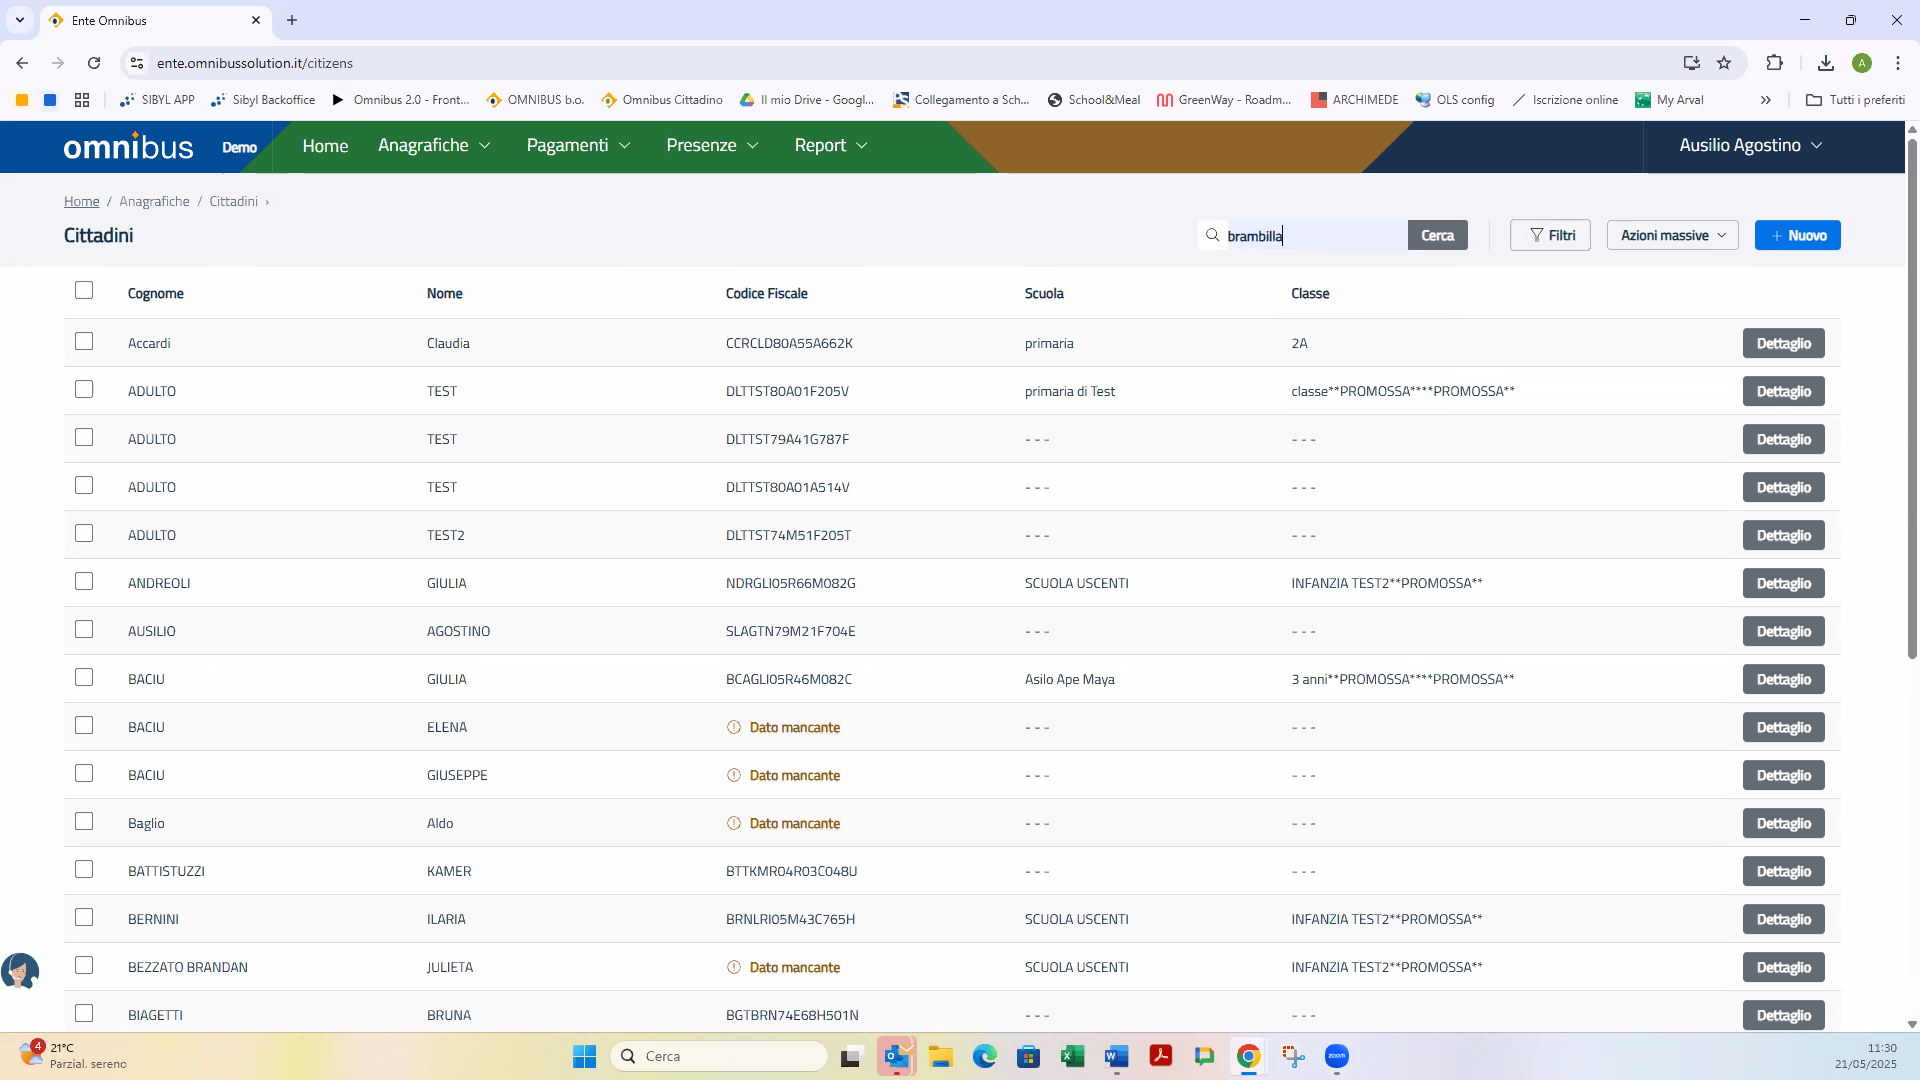 Ente Omnibus
ente.omnibussolution.it/citizens
SIBYL APP
Sibyl Backoffice
Omnibus 2.0 - Front...
OMNIBUS b.o.
Omnibus Cittadino
Il mio Drive - Googl...
Collegamento a Sch...
School&Meal
GreenWay - Roadm...
ARCHIMEDE
OLS config
Iscrizione online
My Arval
Tutti i preferiti
omnibus Demo
Home
Anagrafiche
Pagamenti
Presenze
Report
Ausilio Agostino
Home / Anagrafiche / Cittadini ›
Cittadini
brambilla
Cerca
Filtri
Azioni massive
+ Nuovo
Cognome Nome Codice Fiscale Scuola Classe
Accardi Claudia CCRCLD80A55A662K primaria 2A Dettaglio
ADULTO TEST DLTTST80A01F205V primaria di Test classe**PROMOSSA****PROMOSSA** Dettaglio
ADULTO TEST DLTTST79A41G787F - - - - - - Dettaglio
ADULTO TEST DLTTST80A01A514V - - - - - - Dettaglio
ADULTO TEST2 DLTTST74M51F205T - - - - - - Dettaglio
ANDREOLI GIULIA NDRGLI05R66M082G SCUOLA USCENTI INFANZIA TEST2**PROMOSSA** Dettaglio
AUSILIO AGOSTINO SLAGTN79M21F704E - - - - - - Dettaglio
BACIU GIULIA BCAGLI05R46M082C Asilo Ape Maya 3 anni**PROMOSSA****PROMOSSA** Dettaglio
BACIU ELENA Dato mancante - - - - - - Dettaglio
BACIU GIUSEPPE Dato mancante - - - - - - Dettaglio
Baglio Aldo Dato mancante - - - - - - Dettaglio
BATTISTUZZI KAMER BTTKMR04R03C048U - - - - - - Dettaglio
BERNINI ILARIA BRNLRI05M43C765H SCUOLA USCENTI INFANZIA TEST2**PROMOSSA** Dettaglio
BEZZATO BRANDAN JULIETA Dato mancante SCUOLA USCENTI INFANZIA TEST2**PROMOSSA** Dettaglio
BIAGETTI BRUNA BGTBRN74E68H501N - - - - - - Dettaglio
4
21°C
Parzial. sereno
Cerca
zoom
11:30
21/05/2025